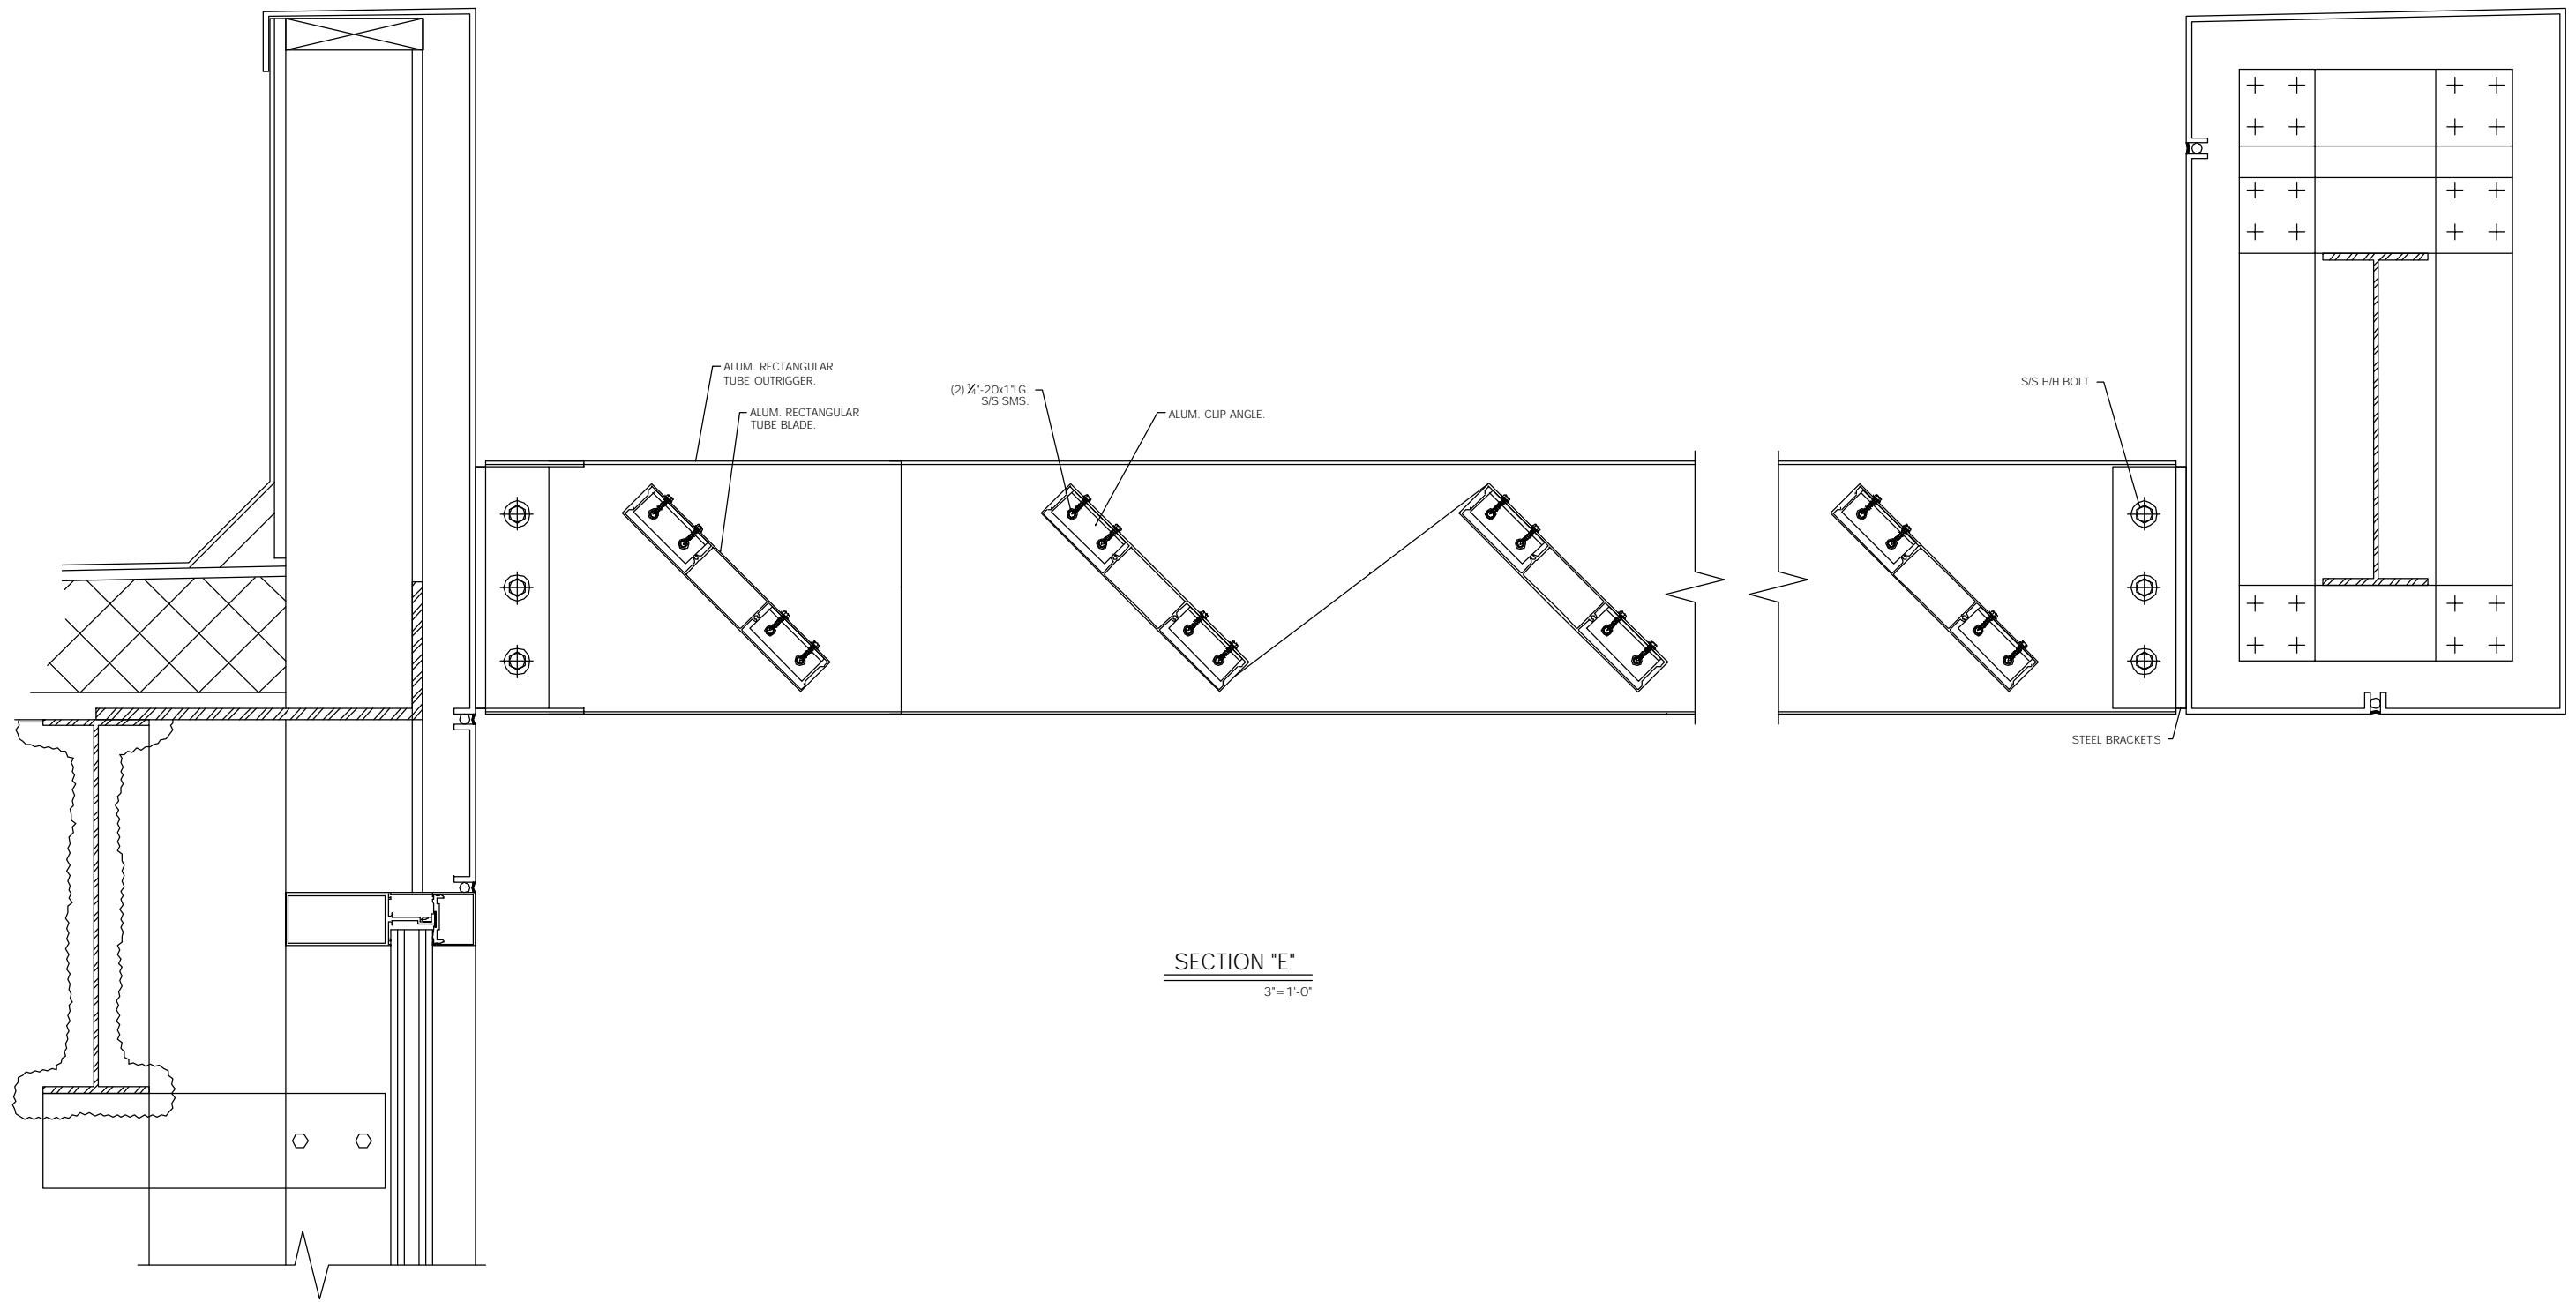 ALUM. RECTANGULAR
TUBE OUTRIGGER.
ALUM. RECTANGULAR
TUBE BLADE.
(2) ¼"-20x1"LG.
S/S SMS.
ALUM. CLIP ANGLE.
S/S H/H BOLT
STEEL BRACKET'S
SECTION "E"
3"=1'-0"